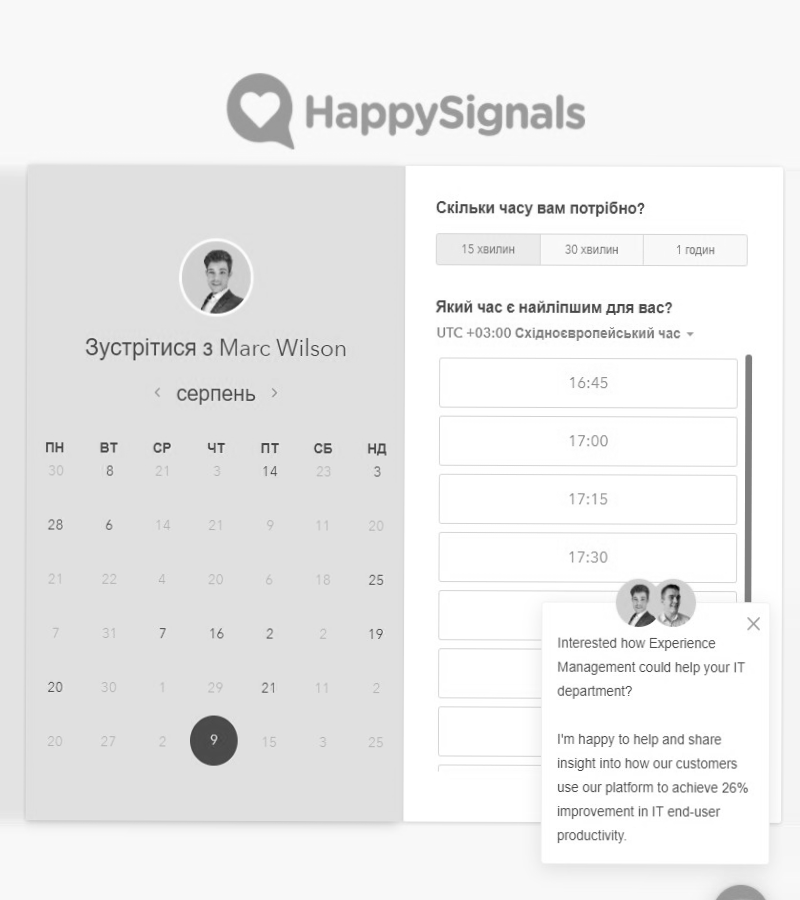 HappySignals
Зустрітися з Marc Wilson
серпень
ПН ВТ СР ЧТ ПТ СБ НД
30 8 21 3 14 23 3
28 6 14 21 9 11 20
21 22 4 20 6 18 25
7 31 7 16 2 2 19
20 30 1 29 21 11 2
20 27 2 9 15 3 25
Скільки часу вам потрібно?
15 хвилин 30 хвилин 1 годин
Який час є найліпшим для вас?
UTC +03:00 Східноєвропейський час
16:45
17:00
17:15
17:30
Interested how Experience
Management could help your IT
department?
I'm happy to help and share
insight into how our customers
use our platform to achieve 26%
improvement in IT end-user
productivity.